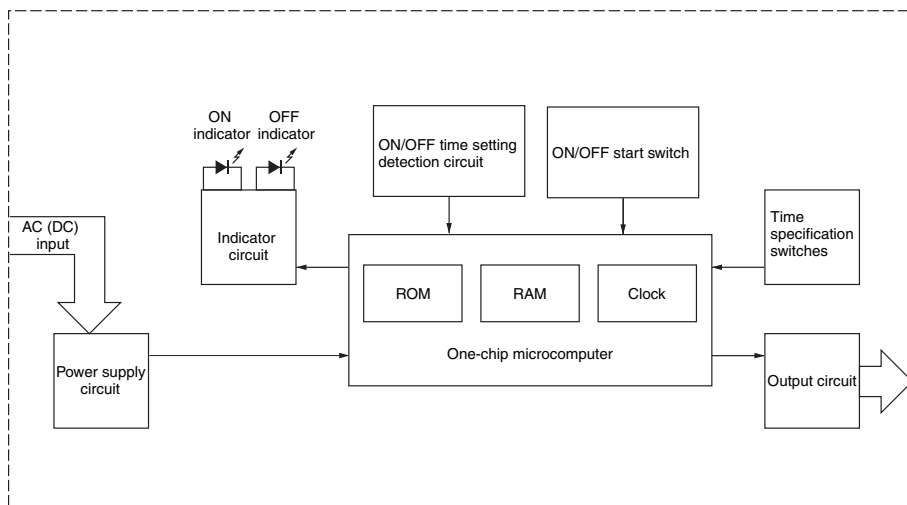 ON
indicator
OFF
indicator
ON/OFF time setting
detection circuit
ON/OFF start switch
AC (DC)
input
Indicator
circuit
Time
specification
switches
ROM
RAM
Clock
One-chip microcomputer
Power supply
circuit
Output circuit